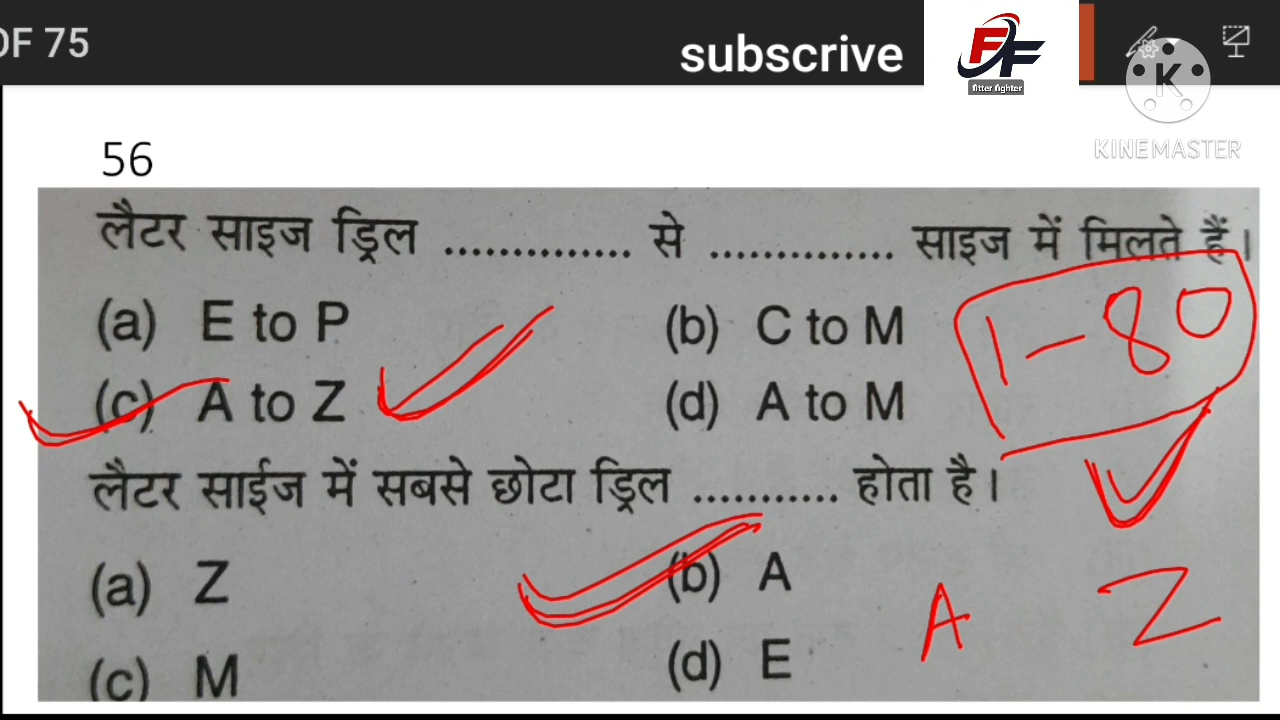 OF 75
subscrive
fitter fighter
K
KINEMASTER
56
लैटर साइज ड्रिल .............. से .............. साइज में मिलते हैं।
(a) E to P (b) C to M
1-80
(c) A to Z (d) A to M
लैटर साईज में सबसे छोटा ड्रिल ........... होता है।
(a) Z (b) A
A Z
(c) M (d) E